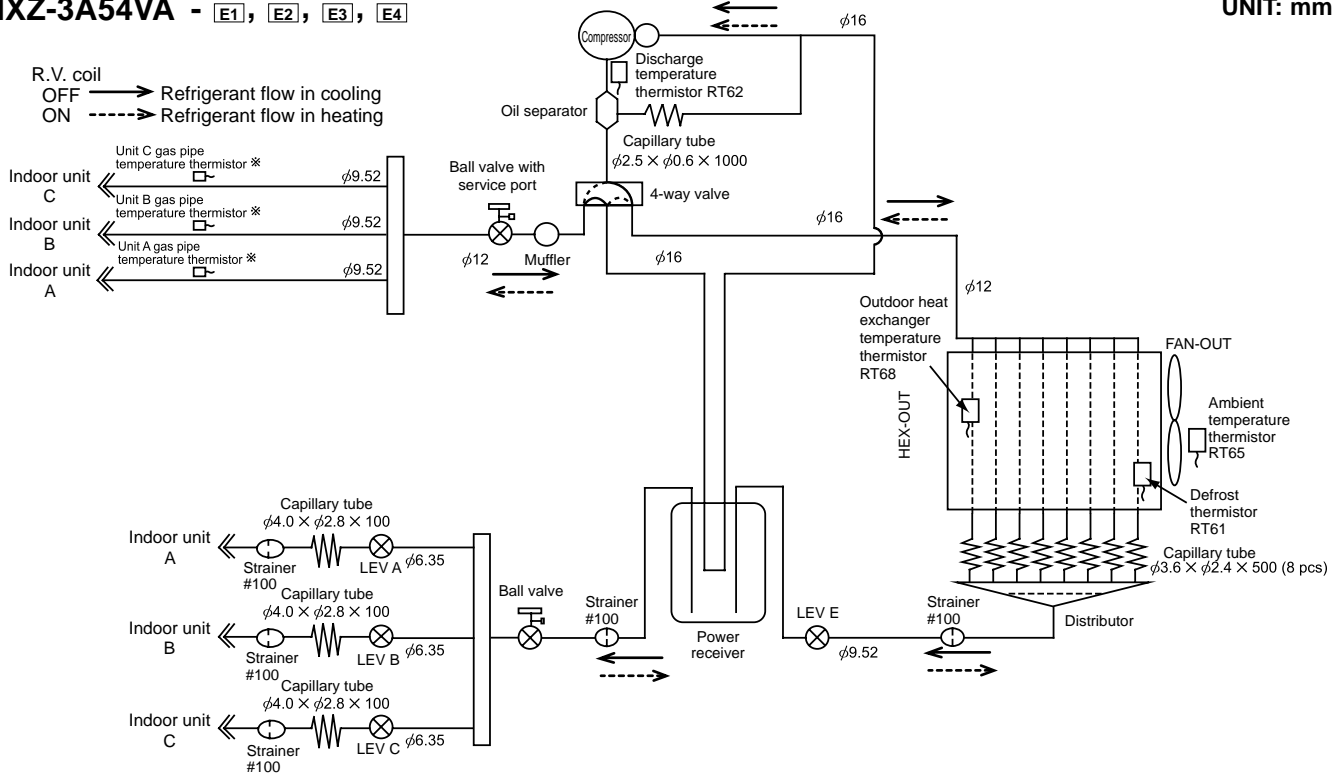 MXZ-3A54VA - E1, E2, E3, E4
UNIT: mm
R.V. coil
OFF Refrigerant flow in cooling
ON Refrigerant flow in heating
Compressor
ϕ16
Discharge
temperature
thermistor RT62
Oil separator
Capillary tube
ϕ2.5 × ϕ0.6 × 1000
4-way valve
Ball valve with
service port
Unit C gas pipe
temperature thermistor ※
Indoor unit
C
ϕ9.52
Unit B gas pipe
temperature thermistor ※
Indoor unit
B
ϕ9.52
Unit A gas pipe
temperature thermistor ※
Indoor unit
A
ϕ9.52
ϕ12
Muffler
ϕ16
ϕ16
ϕ12
Outdoor heat
exchanger
temperature
thermistor
RT68
HEX-OUT
FAN-OUT
Ambient
temperature
thermistor
RT65
Defrost
thermistor
RT61
Capillary tube
ϕ3.6 × ϕ2.4 × 500 (8 pcs)
Distributor
Strainer
#100
ϕ9.52
LEV E
Power
receiver
Strainer
#100
Ball valve
Capillary tube
ϕ4.0 × ϕ2.8 × 100
Indoor unit
A
Strainer
#100
LEV A
ϕ6.35
Capillary tube
ϕ4.0 × ϕ2.8 × 100
Indoor unit
B
Strainer
#100
LEV B
ϕ6.35
Capillary tube
ϕ4.0 × ϕ2.8 × 100
Indoor unit
C
Strainer
#100
LEV C
ϕ6.35